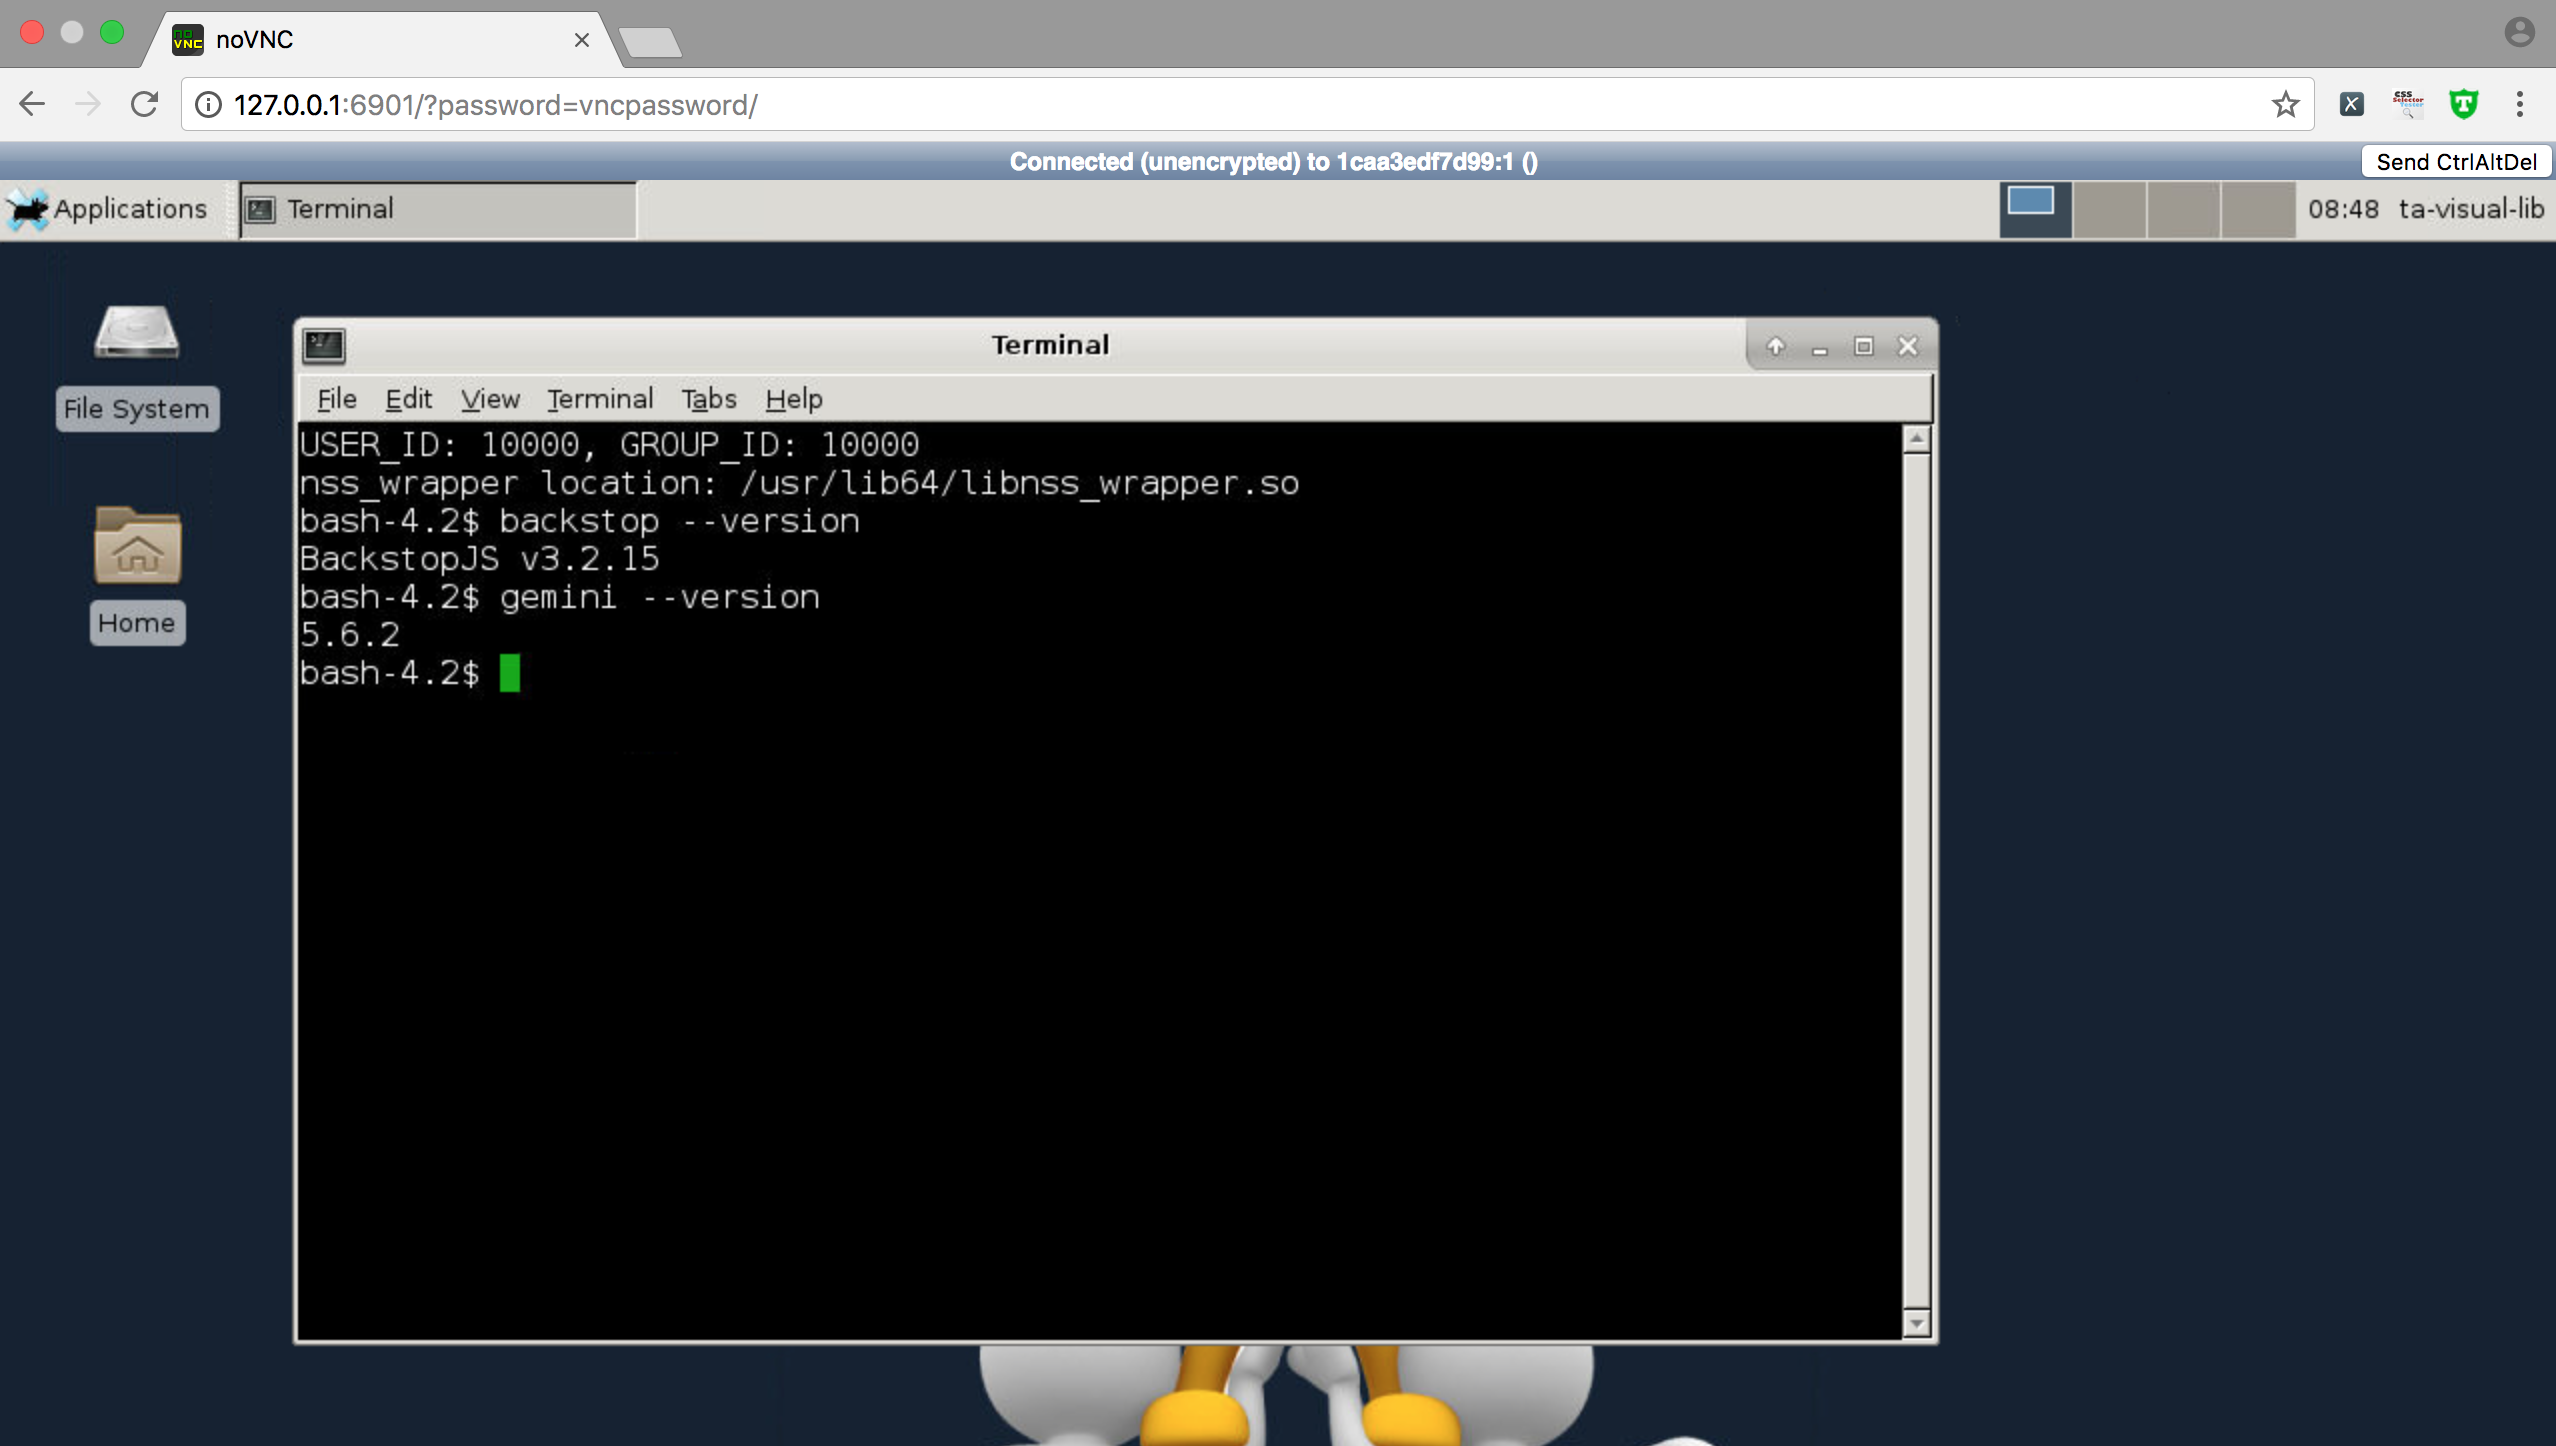 noVNC
127.0.0.1:6901/?password=vncpassword/
Connected (unencrypted) to 1caa3edf7d99:1 ()
Send CtrlAltDel
Applications
Terminal
08:48
ta-visual-lib
File System
Home
Terminal
File Edit View Terminal Tabs Help
USER_ID: 10000, GROUP_ID: 10000
nss_wrapper location: /usr/lib64/libnss_wrapper.so
bash-4.2$ backstop --version
BackstopJS v3.2.15
bash-4.2$ gemini --version
5.6.2
bash-4.2$